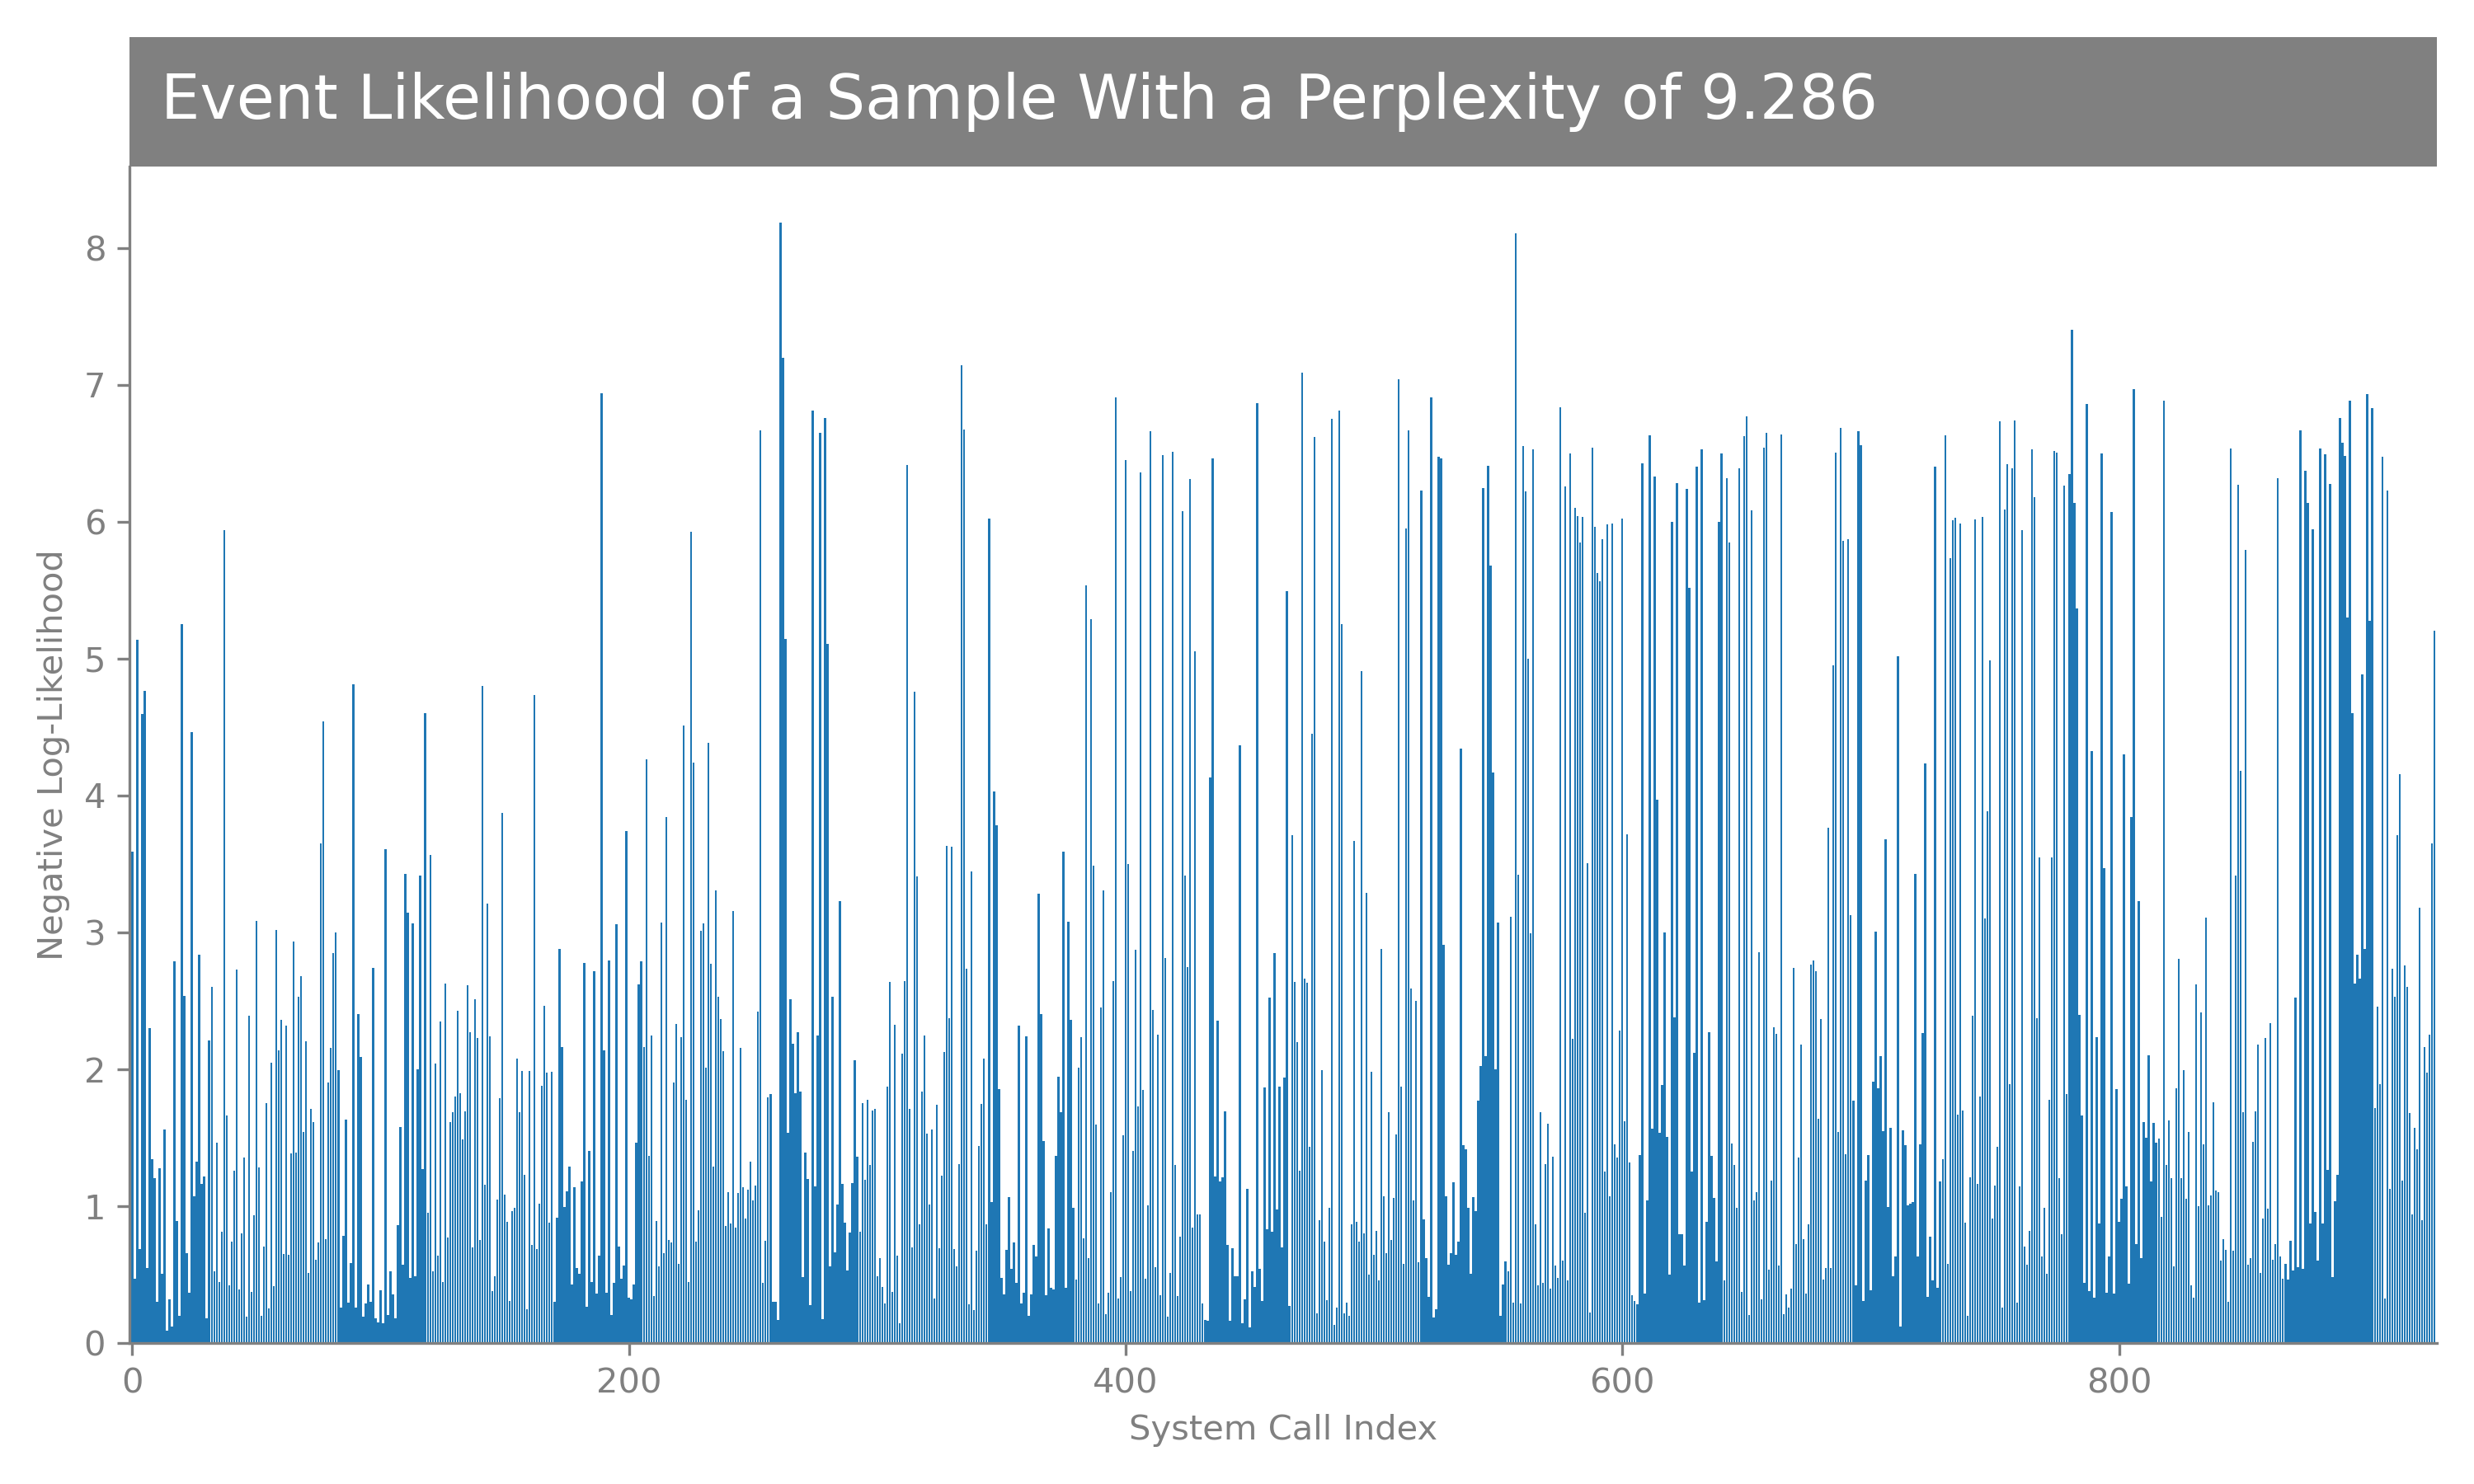 Event Likelihood of a Sample With a Perplexity of 9.286
8
7
6
5
4
3
2
1
0
Negative Log-Likelihood
0 200 400 600 800
System Call Index